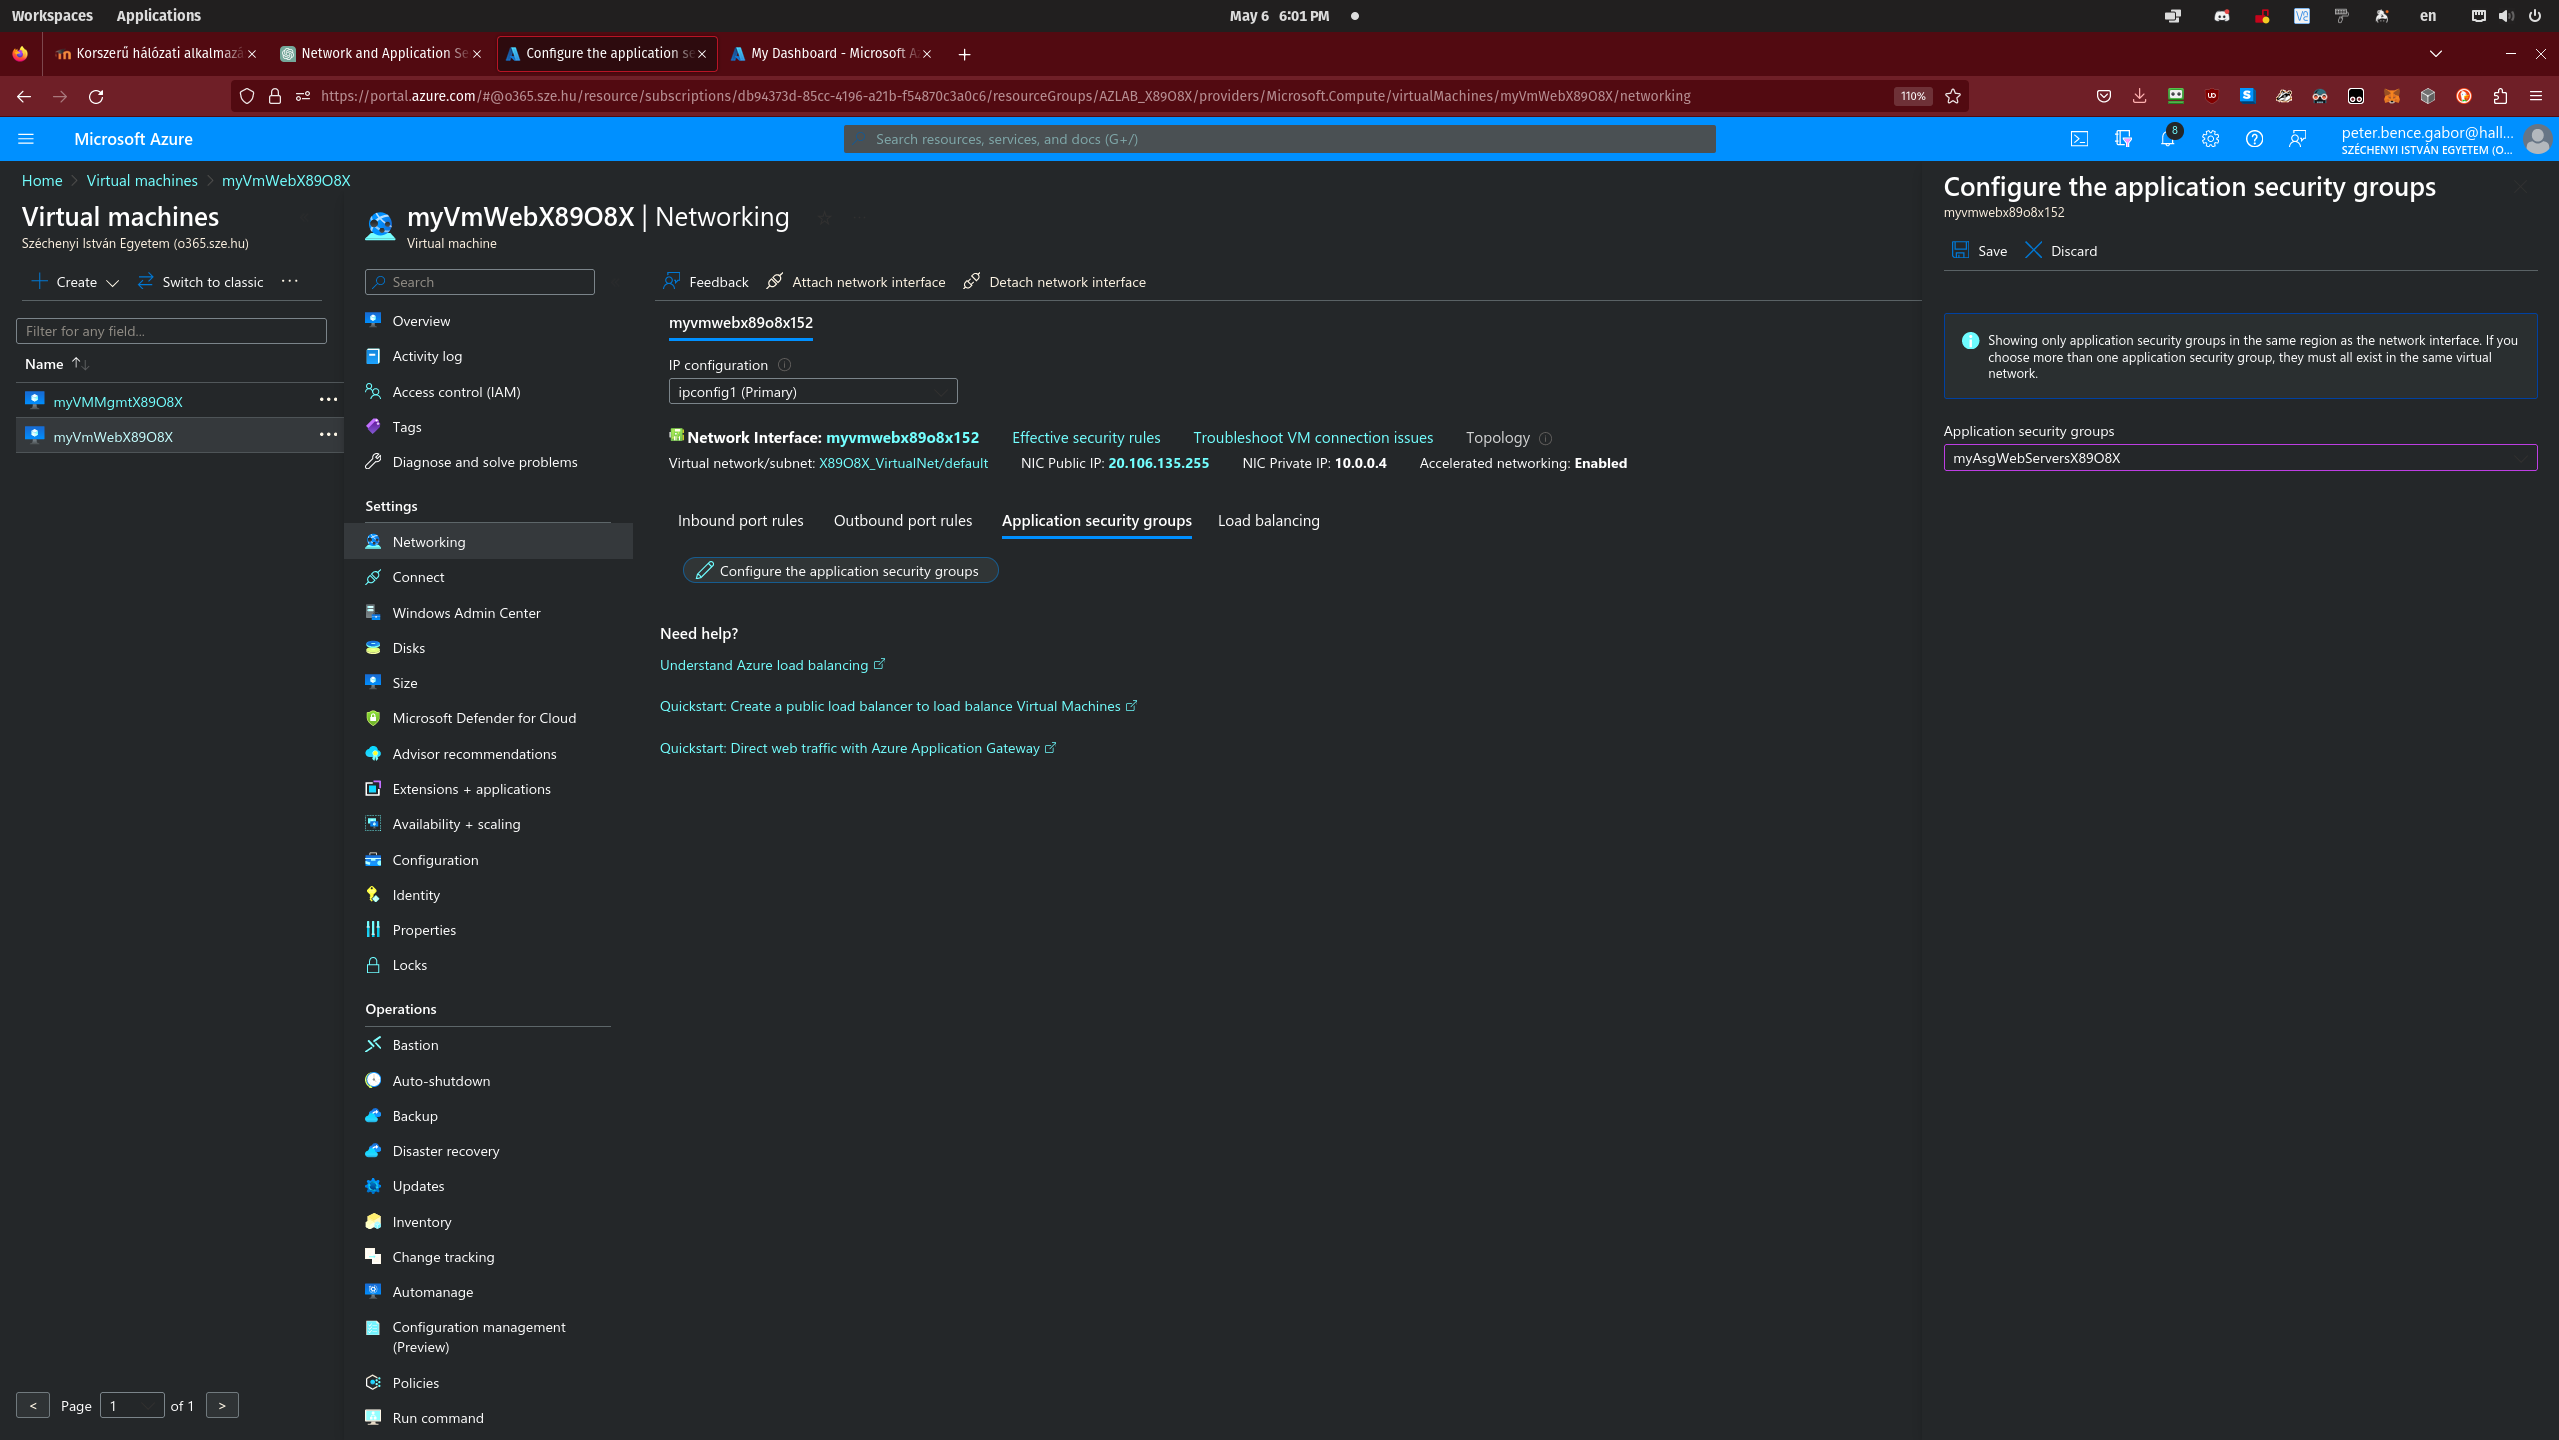 Workspaces Applications May 6 6:01 PM en
Korszerű hálózati alkalmazá Network and Application Se Configure the application se My Dashboard - Microsoft A
https://portal.azure.com/#@o365.sze.hu/resource/subscriptions/db94373d-85cc-4196-a21b-f54870c3a0c6/resourceGroups/AZLAB_X89O8X/providers/Microsoft.Compute/virtualMachines/myVmWebX89O8X/networking 110%
Microsoft Azure Search resources, services, and docs (G+/) 8 peter.bence.gabor@hall...
SZÉCHENYI ISTVÁN EGYETEM (O...
Home > Virtual machines > myVmWebX89O8X
Virtual machines
Széchenyi István Egyetem (o365.sze.hu)
Create Switch to classic ...
Filter for any field...
Name
myVMMgmtX89O8X
myVmWebX89O8X
< Page 1 of 1 >
myVmWebX89O8X | Networking
Virtual machine
Search
Overview
Activity log
Access control (IAM)
Tags
Diagnose and solve problems
Settings
Networking
Connect
Windows Admin Center
Disks
Size
Microsoft Defender for Cloud
Advisor recommendations
Extensions + applications
Availability + scaling
Configuration
Identity
Properties
Locks
Operations
Bastion
Auto-shutdown
Backup
Disaster recovery
Updates
Inventory
Change tracking
Automanage
Configuration management
(Preview)
Policies
Run command
Feedback Attach network interface Detach network interface
myvmwebx89o8x152
IP configuration
ipconfig1 (Primary)
Network Interface: myvmwebx89o8x152 Effective security rules Troubleshoot VM connection issues Topology
Virtual network/subnet: X89O8X_VirtualNet/default NIC Public IP: 20.106.135.255 NIC Private IP: 10.0.0.4 Accelerated networking: Enabled
Inbound port rules Outbound port rules Application security groups Load balancing
Configure the application security groups
Need help?
Understand Azure load balancing
Quickstart: Create a public load balancer to load balance Virtual Machines
Quickstart: Direct web traffic with Azure Application Gateway
Configure the application security groups
myvmwebx89o8x152
Save Discard
Showing only application security groups in the same region as the network interface. If you
choose more than one application security group, they must all exist in the same virtual
network.
Application security groups
myAsgWebServersX89O8X